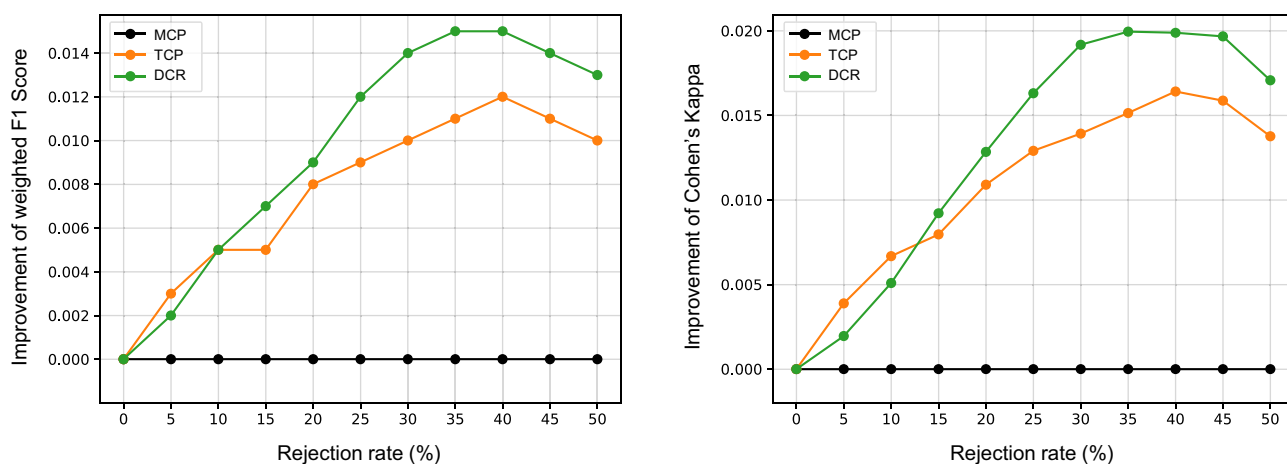 MCP
TCP
DCR
Improvement of weighted F1 Score
0.014
0.012
0.010
0.008
0.006
0.004
0.002
0.000
0 5 10 15 20 25 30 35 40 45 50
Rejection rate (%)
MCP
TCP
DCR
Improvement of Cohen's Kappa
0.020
0.015
0.010
0.005
0.000
0 5 10 15 20 25 30 35 40 45 50
Rejection rate (%)